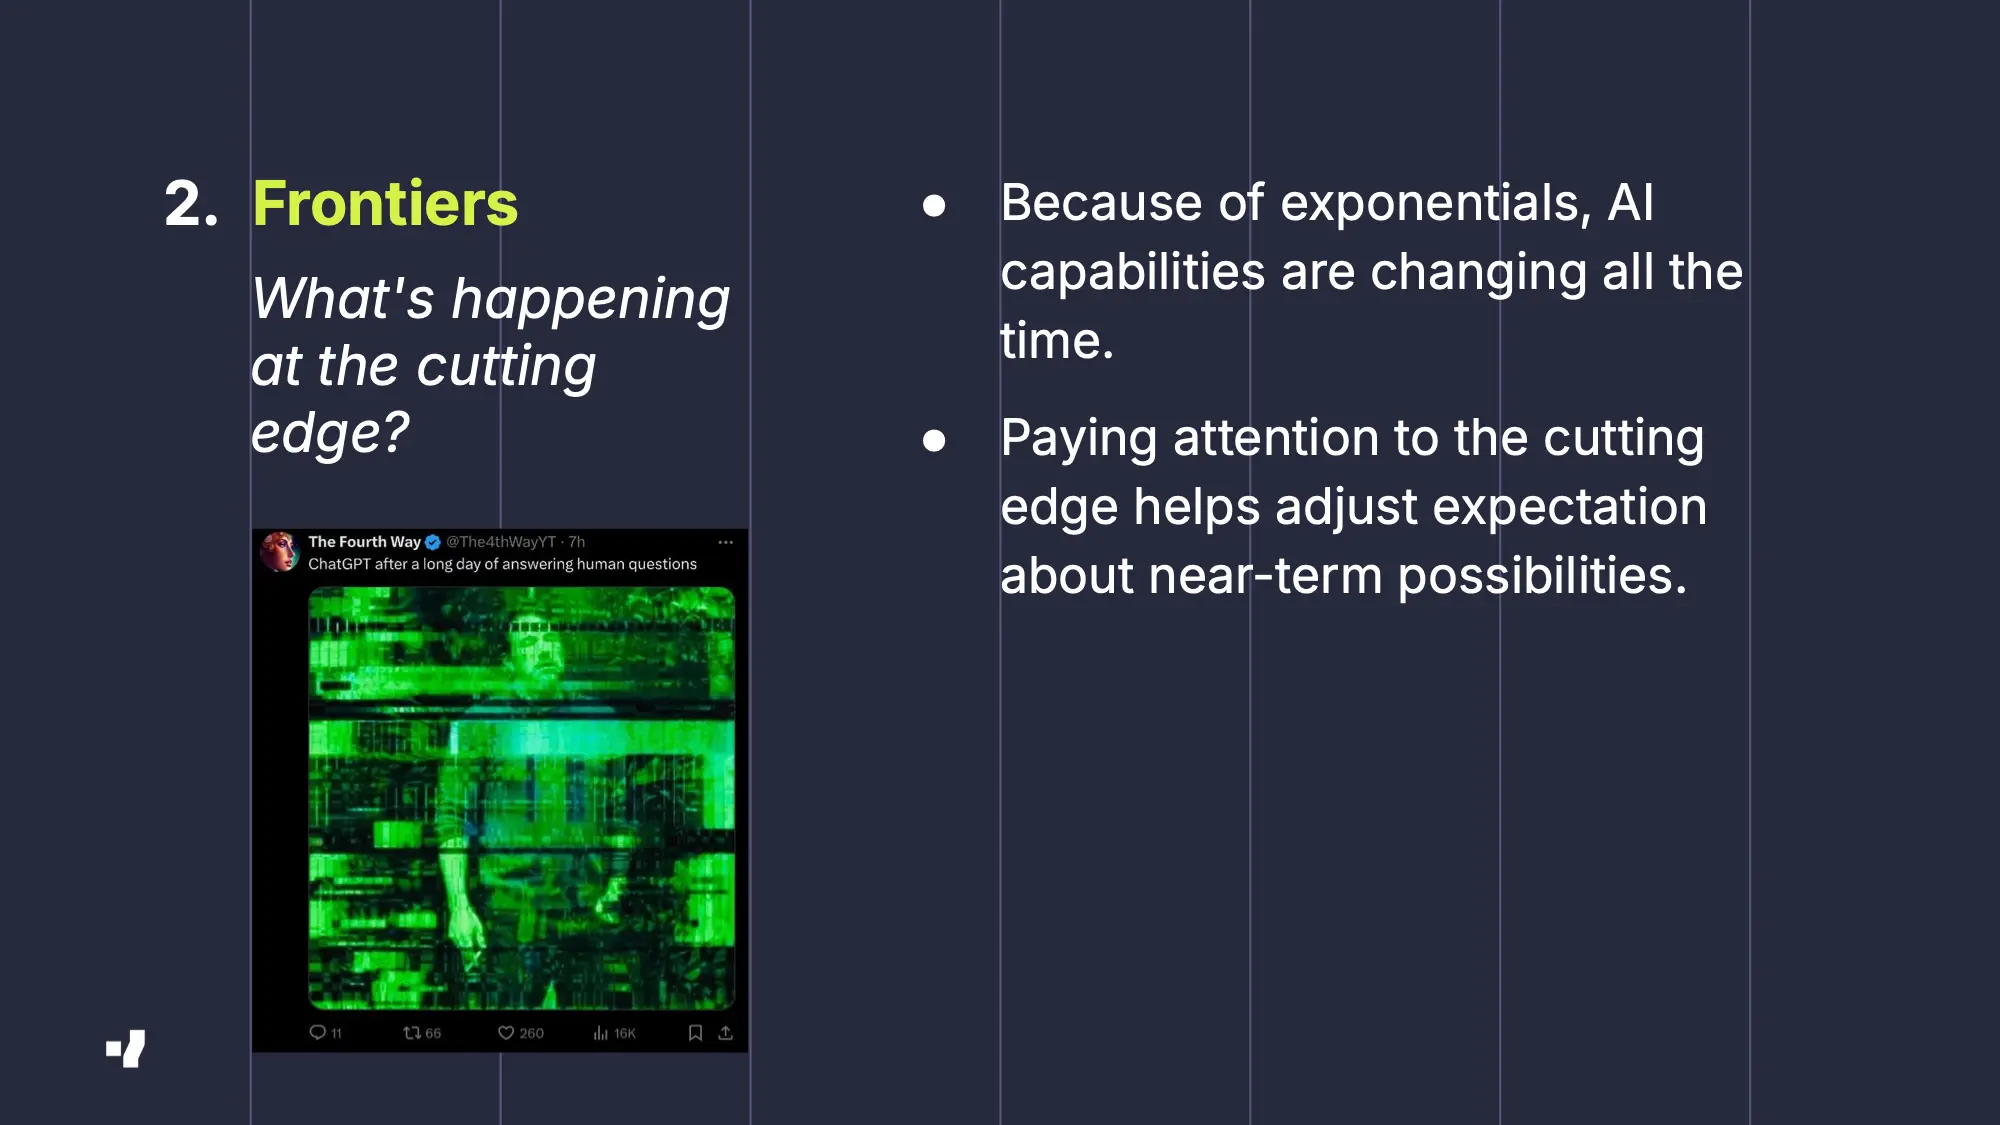 2. Frontiers
What's happening
at the cutting
edge?
The Fourth Way @The4thWayYT · 7h
ChatGPT after a long day of answering human questions
11 66 260 16K
● Because of exponentials, AI
capabilities are changing all the
time.
● Paying attention to the cutting
edge helps adjust expectation
about near-term possibilities.